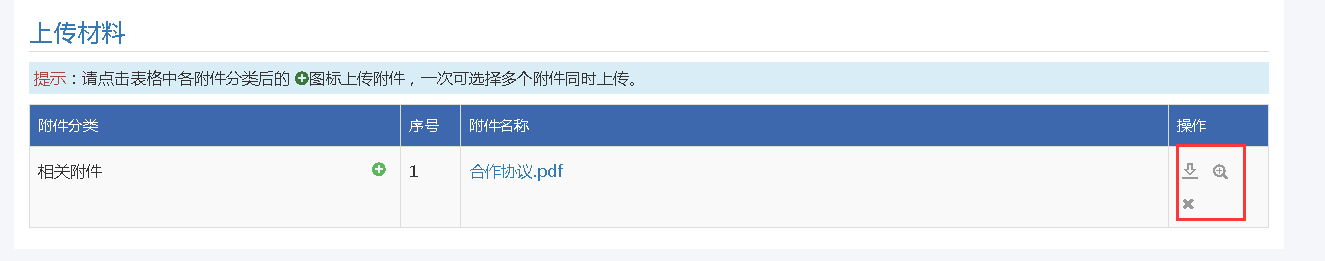 上传材料
提示：请点击表格中各附件分类后的 图标上传附件，一次可选择多个附件同时上传。
附件分类 序号 附件名称 操作
相关附件 1 合作协议.pdf